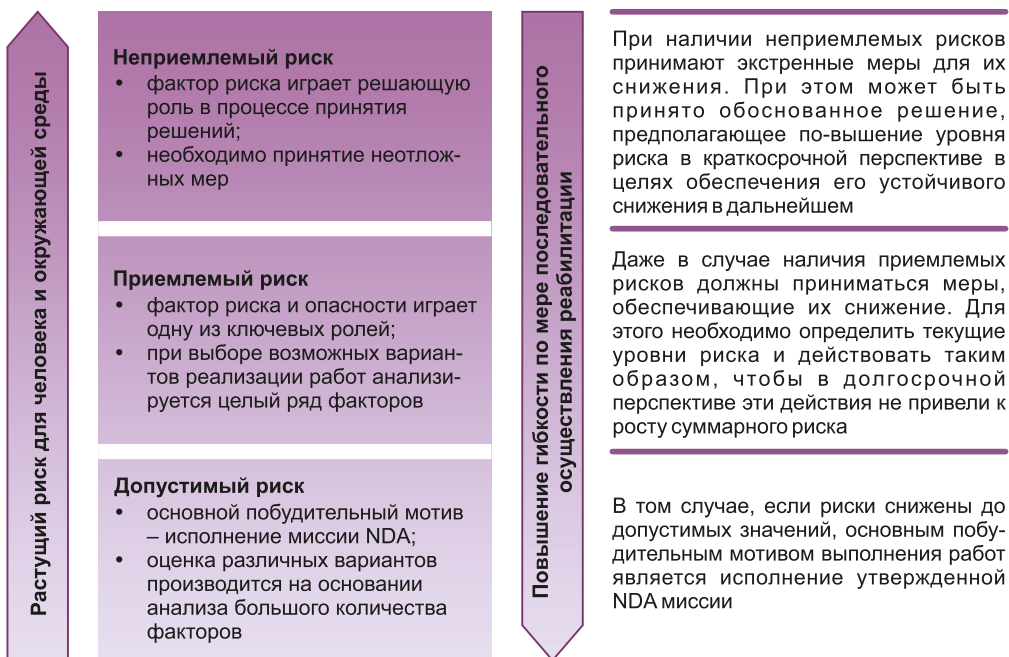 Растущий риск для человека и окружающей среды
Неприемлемый риск
• фактор риска играет решающую
роль в процессе принятия
решений;
• необходимо принятие неотлож-
ных мер
Приемлемый риск
• фактор риска и опасности играет
одну из ключевых ролей;
• при выборе возможных вариан-
тов реализации работ анализи-
руется целый ряд факторов
Допустимый риск
• основной побудительный мотив
– исполнение миссии NDA;
• оценка различных вариантов
производится на основании
анализа большого количества
факторов
Повышение гибкости по мере последовательного
осуществления реабилитации
При наличии неприемлемых рисков
принимают экстренные меры для их
снижения. При этом может быть
принято обоснованное решение,
предполагающее по-вышение уровня
риска в краткосрочной перспективе в
целях обеспечения его устойчивого
снижения в дальнейшем
Даже в случае наличия приемлемых
рисков должны приниматься меры,
обеспечивающие их снижение. Для
этого необходимо определить текущие
уровни риска и действовать таким
образом, чтобы в долгосрочной
перспективе эти действия не привели к
росту суммарного риска
В том случае, если риски снижены до
допустимых значений, основным побу-
дительным мотивом выполнения работ
является исполнение утвержденной
NDA миссии